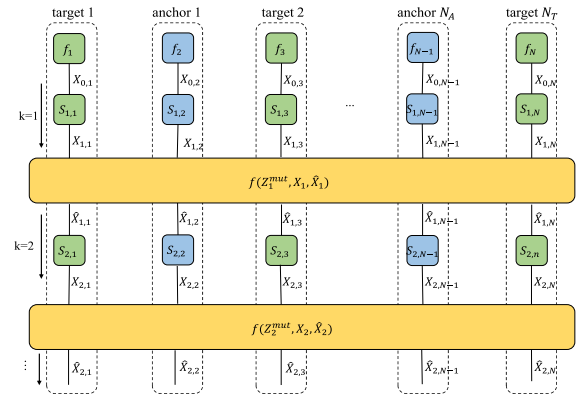 target 1 anchor 1 target 2 anchor N_A target N_T
f_1 f_2 f_3 f_{N−1} f_N
X_{0,1} X_{0,2} X_{0,3} X_{0,N−1} X_{0,N}
k=1 S_{1,1} S_{1,2} S_{1,3} ... S_{1,N−1} S_{1,N}
X_{1,1} X_{1,2} X_{1,3} X_{1,N−1} X_{1,N}
f(Z_1^{mut}, X_1, X̂_1)
X̂_{1,1} X̂_{1,2} X̂_{1,3} X̂_{1,N−1} X̂_{1,N}
k=2 S_{2,1} S_{2,2} S_{2,3} S_{2,N−1} S_{2,n}
X_{2,1} X_{2,2} X_{2,3} X_{2,N−1} X_{2,N}
f(Z_2^{mut}, X_2, X̂_2)
⋮ X̂_{2,1} X̂_{2,2} X̂_{2,3} X̂_{2,N−1} X̂_{2,N}